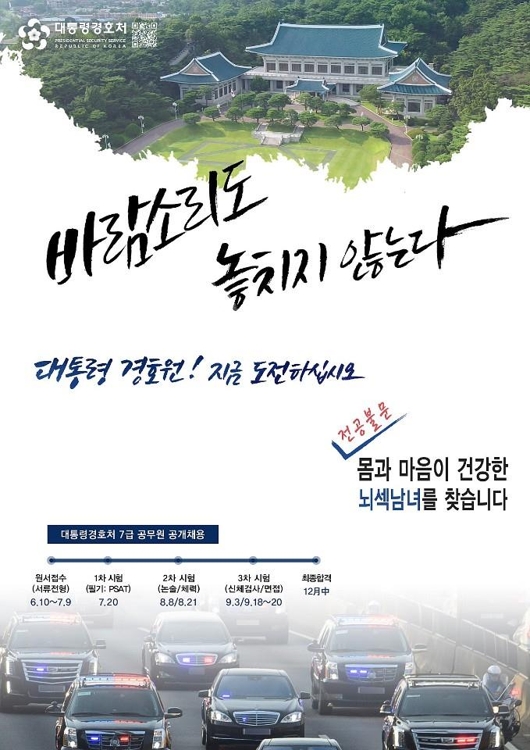 대통령경호처
PRESIDENTIAL SECURITY SERVICE
REPUBLIC OF KOREA
바람소리도
놓치지 않는다
대통령 경호원! 지금 도전하십시오
전공불문
몸과 마음이 건강한
뇌섹남녀를 찾습니다
대통령경호처 7급 공무원 공개채용
원서접수 1차 시험 2차 시험 3차 시험 최종합격
(서류전형) (필기: PSAT) (논술/체력) (신체검사/면접) 12월中
6.10~7.9 7.20 8.8/8.21 9.3/9.18~20